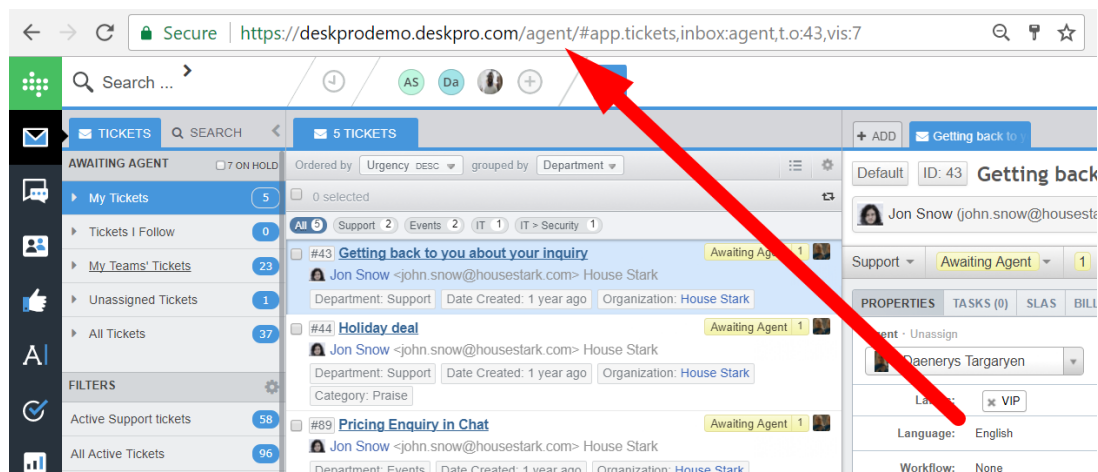 Secure https://deskprodemo.deskpro.com/agent/#app.tickets,inbox:agent,t.o:43,vis:7
Search ...
AS Da
TICKETS SEARCH
AWAITING AGENT 7 ON HOLD
My Tickets 5
Tickets I Follow 0
My Teams' Tickets 23
Unassigned Tickets 1
All Tickets 37
FILTERS
Active Support tickets 58
All Active Tickets 96
5 TICKETS
Ordered by Urgency DESC grouped by Department
0 selected
All 5 Support 2 Events 2 IT 1 IT > Security 1
#43 Getting back to you about your inquiry Awaiting 1
Jon Snow <john.snow@housestark.com> House Stark
Department: Support Date Created: 1 year ago Organization: House Stark
#44 Holiday deal Awaiting Agent 1
Jon Snow <john.snow@housestark.com> House Stark
Department: Support Date Created: 1 year ago Organization: House Stark
Category: Praise
#89 Pricing Enquiry in Chat Awaiting Agent 1
Jon Snow <john.snow@housestark.com> House Stark
Department: Events Date Created: 1 year ago Organization: House Stark
+ ADD Getting back to
Default ID: 43 Getting back
Jon Snow (john.snow@housesta
Support Awaiting Agent 1
PROPERTIES TASKS (0) SLAS BILL
Unassign
Daenerys Targaryen
VIP
Language: English
Workflow: None